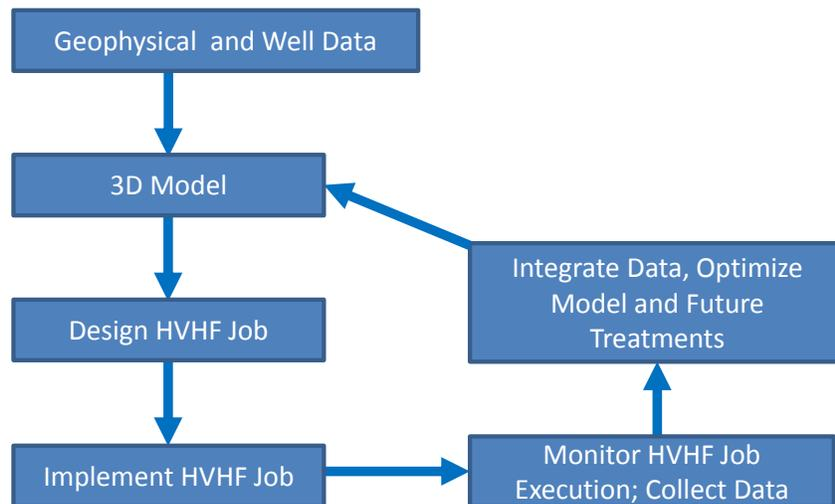 Geophysical and Well Data
3D Model
Design HVHF Job
Implement HVHF Job
Monitor HVHF Job
Execution; Collect Data
Integrate Data, Optimize
Model and Future
Treatments